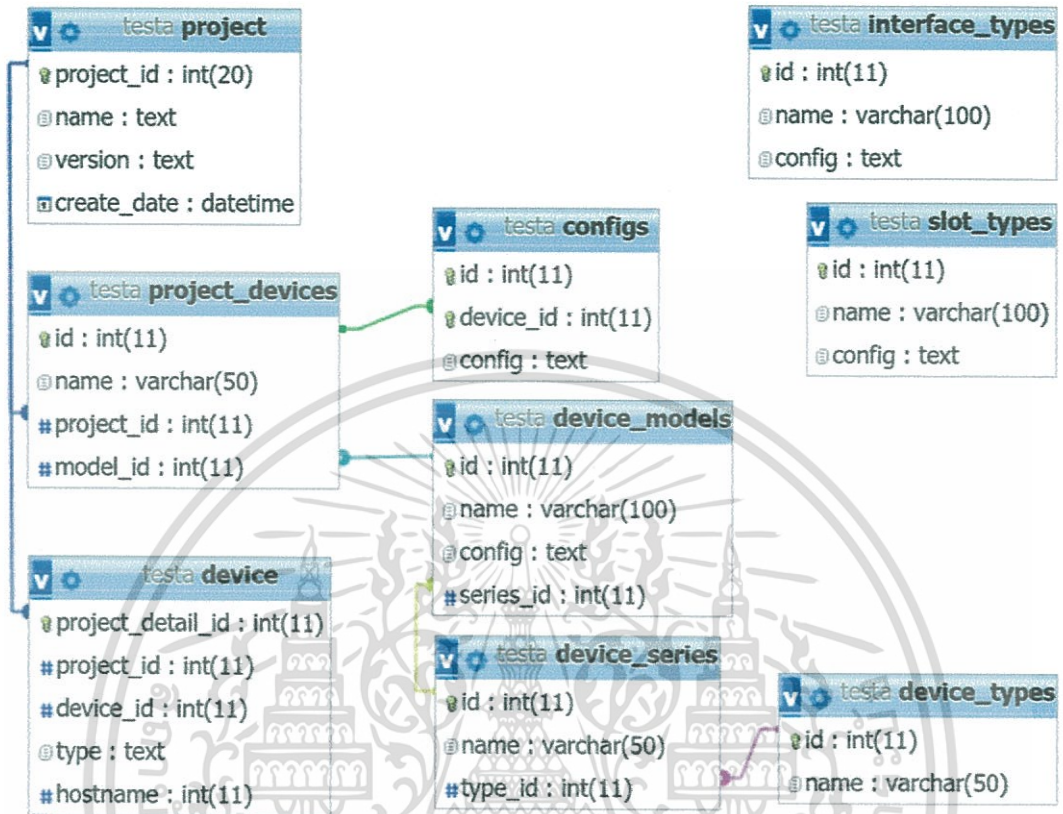 testa project
project_id : int(20)
name : text
version : text
create_date : datetime
testa interface_types
id : int(11)
name : varchar(100)
config : text
testa slot_types
id : int(11)
name : varchar(100)
config : text
testa configs
id : int(11)
device_id : int(11)
config : text
testa project_devices
id : int(11)
name : varchar(50)
#project_id : int(11)
#model_id : int(11)
testa device_models
id : int(11)
name : varchar(100)
config : text
#series_id : int(11)
testa device
project_detail_id : int(11)
#project_id : int(11)
#device_id : int(11)
type : text
#hostname : int(11)
testa device_series
id : int(11)
name : varchar(50)
#type_id : int(11)
testa device_types
id : int(11)
name : varchar(50)